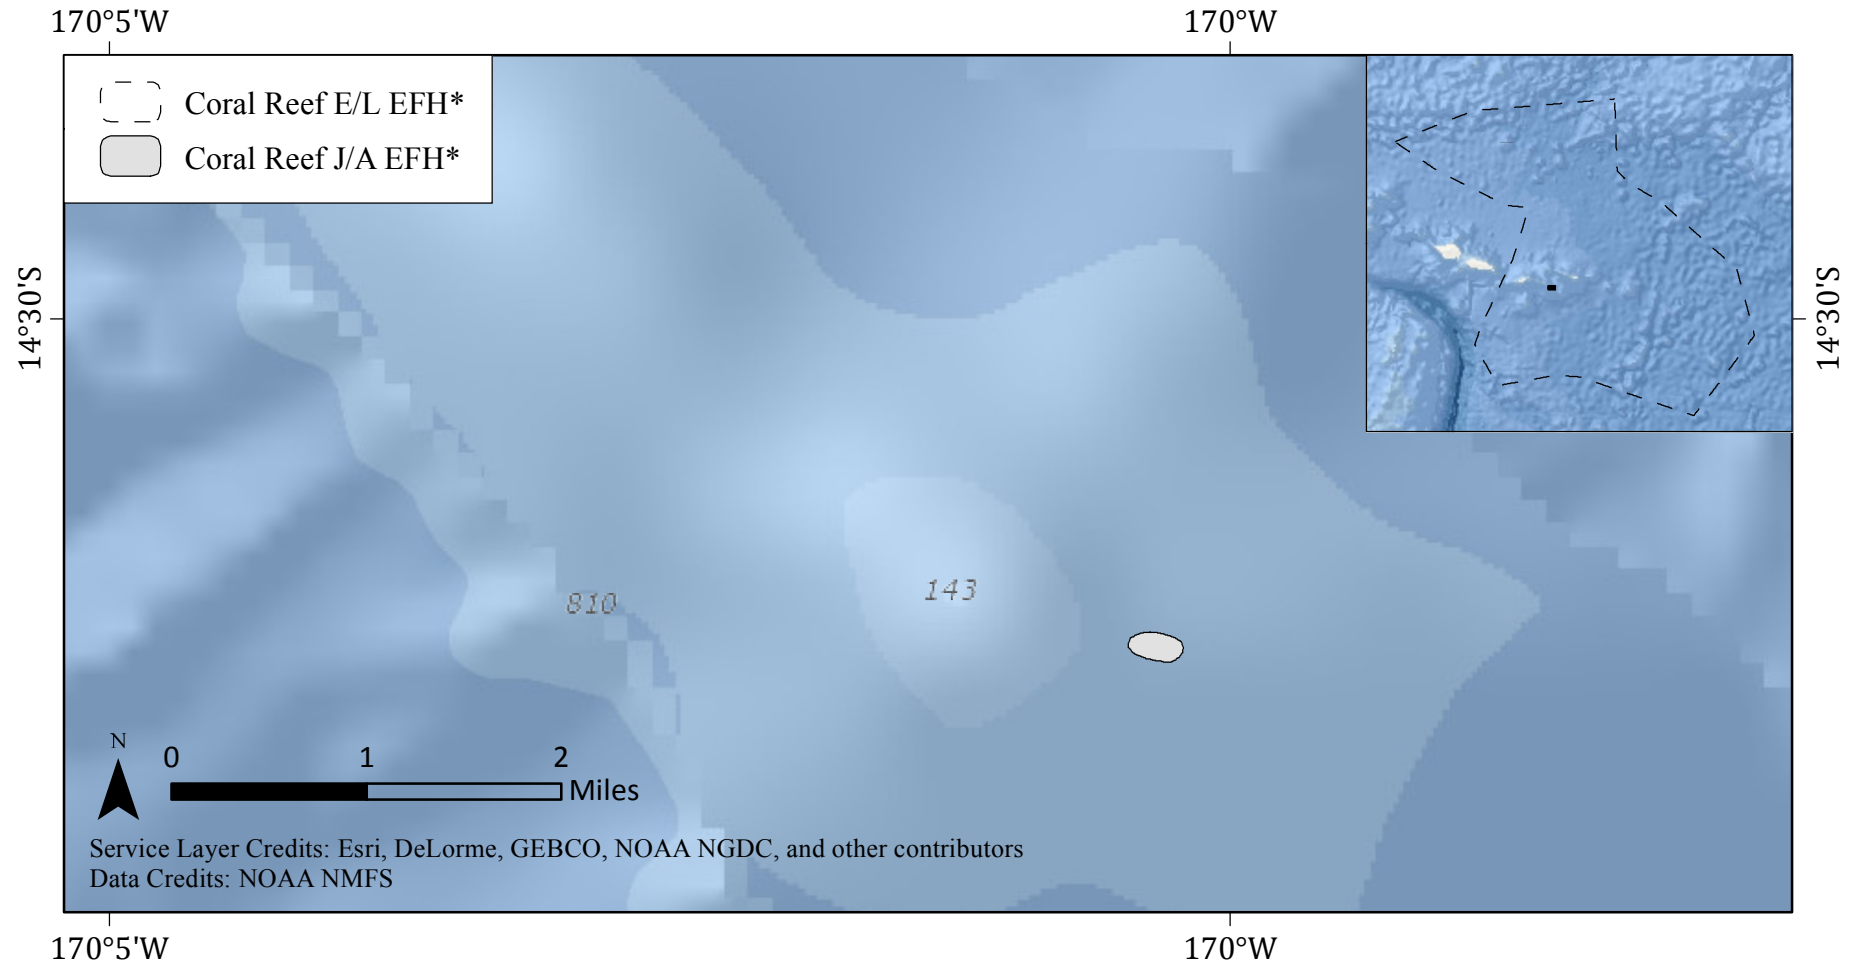 170°5'W 170°W
Coral Reef E/L EFH*
Coral Reef J/A EFH*
14°30'S
14°30'S
810
143
N
0 1 2
Miles
Service Layer Credits: Esri, DeLorme, GEBCO, NOAA NGDC, and other contributors
Data Credits: NOAA NMFS
170°5'W 170°W